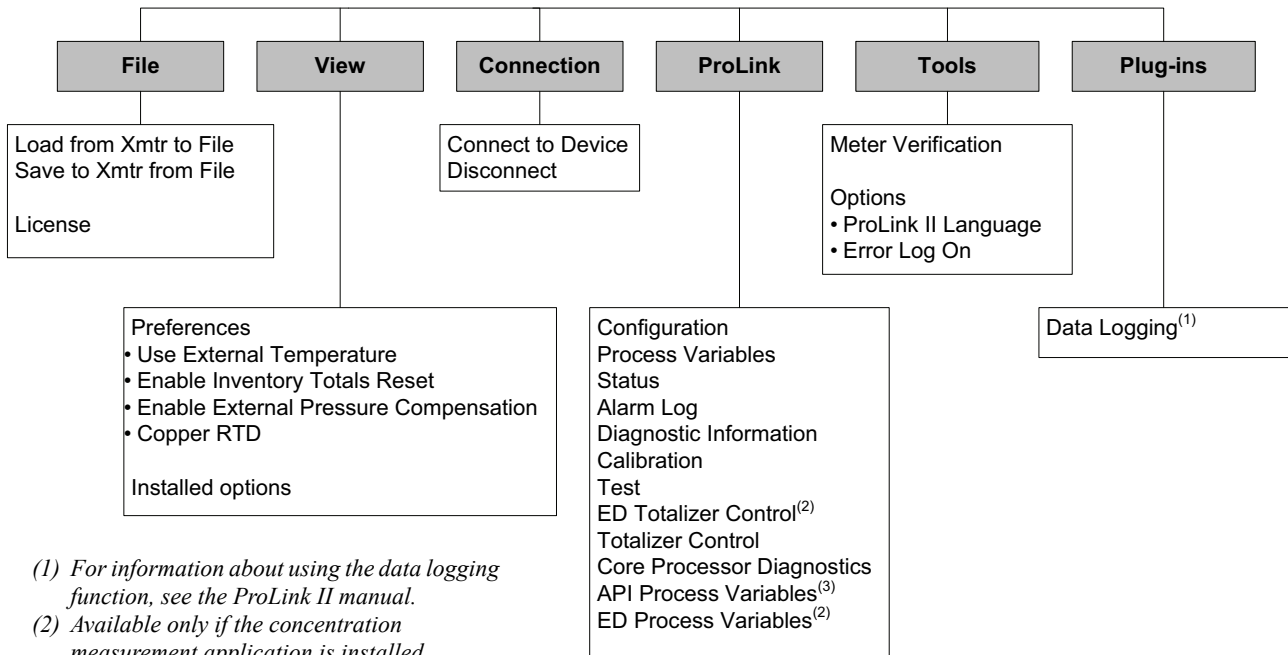 File
View
Connection
ProLink
Tools
Plug-ins
Load from Xmtr to File
Save to Xmtr from File
License
Connect to Device
Disconnect
Meter Verification
Options
• ProLink II Language
• Error Log On
Preferences
• Use External Temperature
• Enable Inventory Totals Reset
• Enable External Pressure Compensation
• Copper RTD
Installed options
Configuration
Process Variables
Status
Alarm Log
Diagnostic Information
Calibration
Test
ED Totalizer Control(2)
Totalizer Control
Core Processor Diagnostics
API Process Variables(3)
ED Process Variables(2)
Data Logging(1)
(1) For information about using the data logging
function, see the ProLink II manual.
(2) Available only if the concentration
measurement application is installed